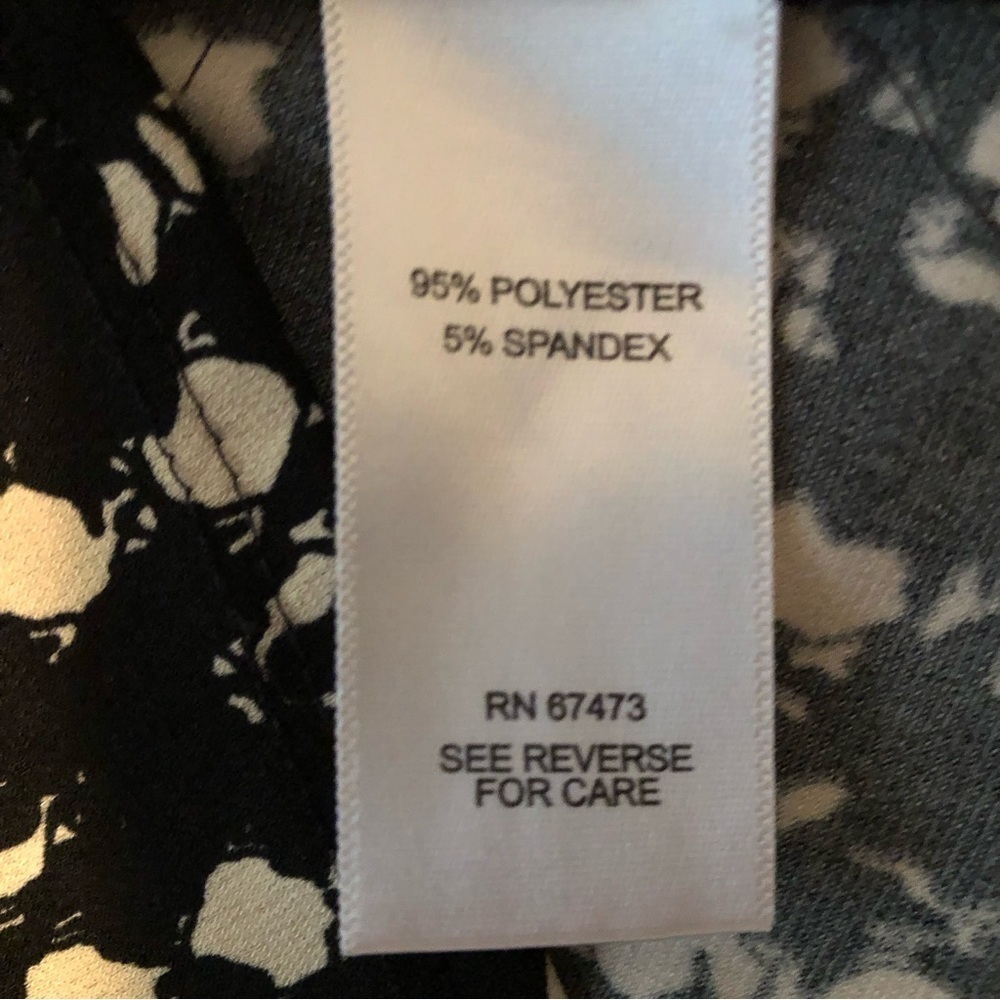 95% POLYESTER
5% SPANDEX
RN 67473
SEE REVERSE
FOR CARE